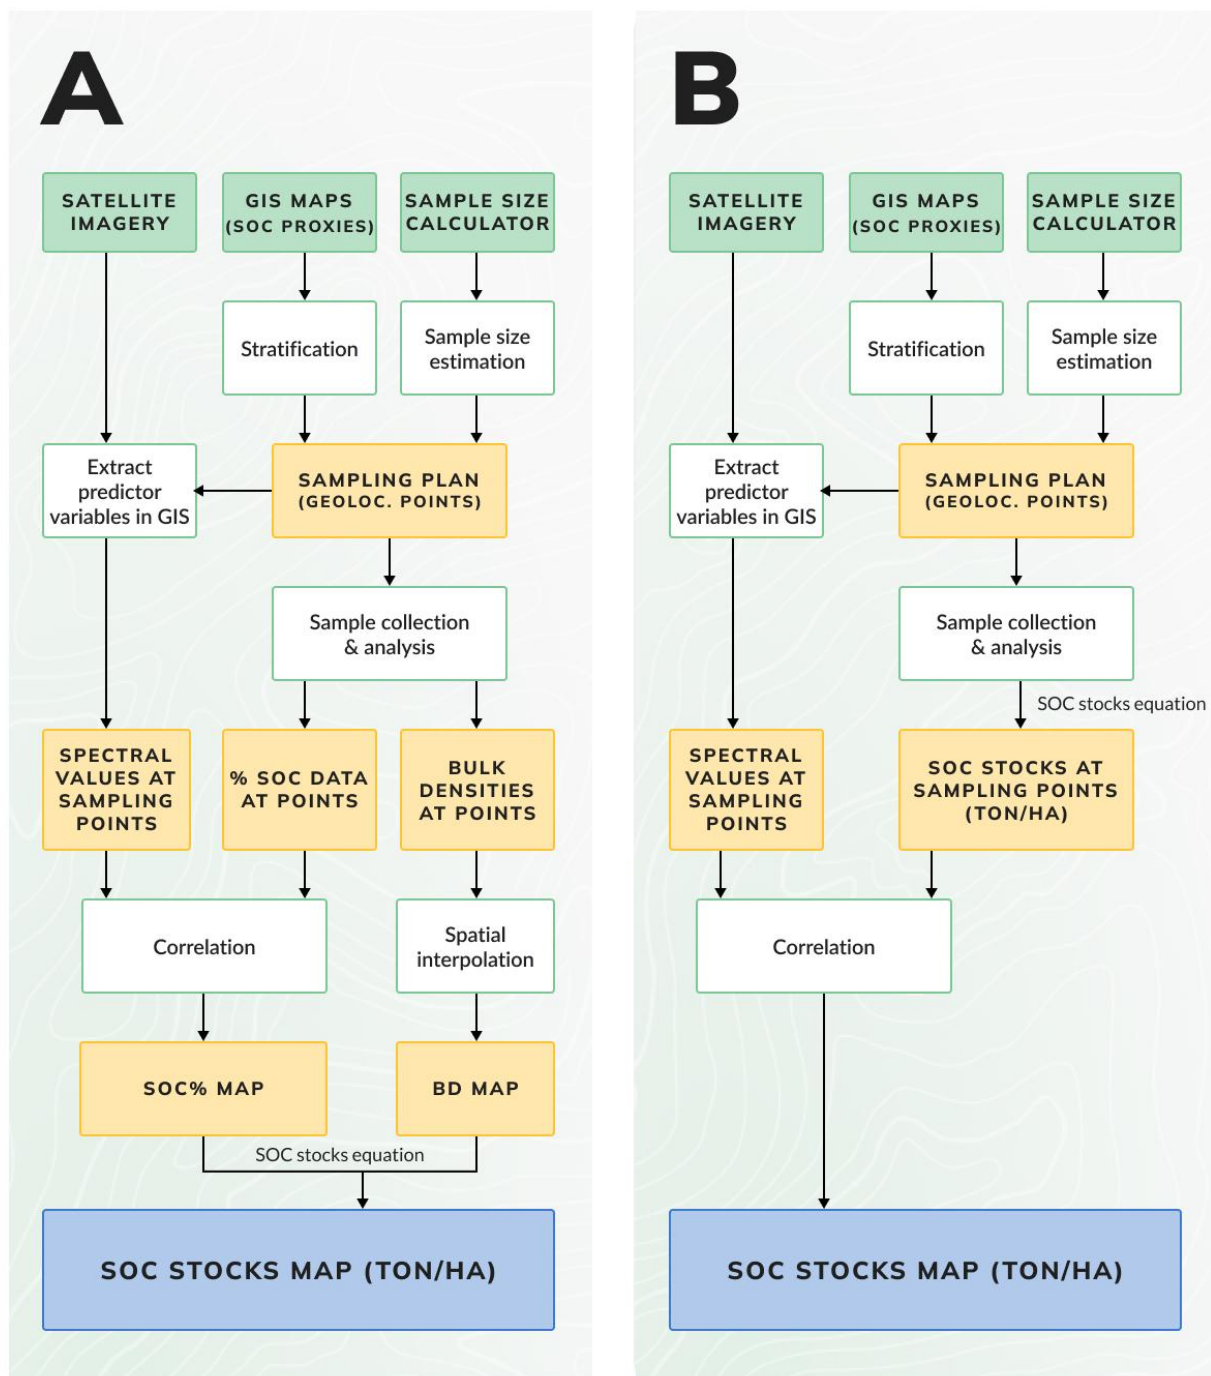 A
SATELLITE
IMAGERY
GIS MAPS
(SOC PROXIES)
SAMPLE SIZE
CALCULATOR
Stratification
Sample size
estimation
Extract
predictor
variables in GIS
SAMPLING PLAN
(GEOLOC. POINTS)
Sample collection
& analysis
SPECTRAL
VALUES AT
SAMPLING
POINTS
% SOC DATA
AT POINTS
BULK
DENSITIES
AT POINTS
Correlation
Spatial
interpolation
SOC% MAP
BD MAP
SOC stocks equation
SOC STOCKS MAP (TON/HA)
B
SATELLITE
IMAGERY
GIS MAPS
(SOC PROXIES)
SAMPLE SIZE
CALCULATOR
Stratification
Sample size
estimation
Extract
predictor
variables in GIS
SAMPLING PLAN
(GEOLOC. POINTS)
Sample collection
& analysis
SOC stocks equation
SPECTRAL
VALUES AT
SAMPLING
POINTS
SOC STOCKS AT
SAMPLING POINTS
(TON/HA)
Correlation
SOC STOCKS MAP (TON/HA)